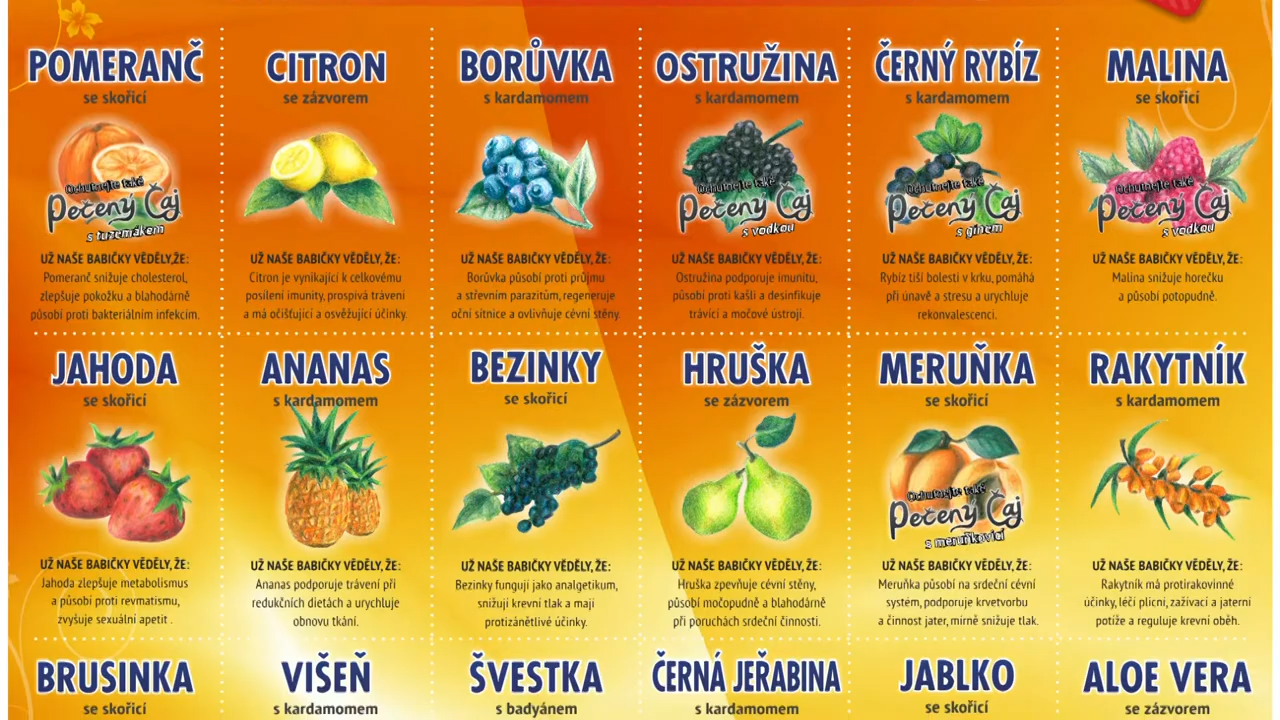 POMERANČ
se skořicí
Ochutnejte také
Pečený Čaj
s tuzemákem
UŽ NAŠE BABIČKY VĚDĚLY,ŽE:
Pomeranč snižuje cholesterol,
zlepšuje pokožku a blahodárně
působí proti bakteriálním infekcím.
CITRON
se zázvorem
UŽ NAŠE BABIČKY VĚDĚLY, ŽE:
Citron je vynikající k celkovému
posílení imunity, prospívá trávení
a má očišťující a osvěžující účinky.
BORŮVKA
s kardamomem
UŽ NAŠE BABIČKY VĚDĚLY, ŽE:
Borůvka působí proti průjmu
a střevním parazitům, regeneruje
oční sítnice a ovlivňuje cévní stěny.
OSTRUŽINA
s kardamomem
Ochutnejte také
Pečený Čaj
s vodkou
UŽ NAŠE BABIČKY VĚDĚLY, ŽE:
Ostružina podporuje imunitu,
působí proti kašli a desinfikuje
trávicí a močové ústrojí.
ČERNÝ RYBÍZ
s kardamomem
Ochutnejte také
Pečený Čaj
s ginem
UŽ NAŠE BABIČKY VĚDĚLY, ŽE:
Rybíz tiší bolesti v krku, pomáhá
při únavě a stresu a urychluje
rekonvalescenci.
MALINA
se skořicí
Ochutnejte také
Pečený Čaj
s vodkou
UŽ NAŠE BABIČKY VĚDĚLY, ŽE:
Malina snižuje horečku
a působí potopudně.
JAHODA
se skořicí
UŽ NAŠE BABIČKY VĚDĚLY, ŽE:
Jahoda zlepšuje metabolismus
a působí proti revmatismu,
zvyšuje sexuální apetit .
ANANAS
s kardamomem
UŽ NAŠE BABIČKY VĚDĚLY, ŽE:
Ananas podporuje trávení při
redukčních dietách a urychluje
obnovu tkání.
BEZINKY
se skořicí
UŽ NAŠE BABIČKY VĚDĚLY, ŽE:
Bezinky fungují jako analgetikum,
snižují krevní tlak a mají
protizánětlivé účinky.
HRUŠKA
se zázvorem
UŽ NAŠE BABIČKY VĚDĚLY, ŽE:
Hruška zpevňuje cévní stěny,
působí močopudně a blahodárně
při poruchách srdeční činnosti.
MERUŇKA
se skořicí
Ochutnejte také
Pečený Čaj
s meruňkovicí
UŽ NAŠE BABIČKY VĚDĚLY, ŽE:
Meruňka působí na srdeční cévní
systém, podporuje krvetvorbu
a činnost jater, mírně snižuje tlak.
RAKYTNÍK
s kardamomem
UŽ NAŠE BABIČKY VĚDĚLY, ŽE:
Rakytník má protirakovinné
účinky, léčí plicní, zažívací a jaterní
potíže a reguluje krevní oběh.
BRUSINKA
se skořicí
VIŠEŇ
s kardamomem
ŠVESTKA
s badyánem
ČERNÁ JEŘABINA
s kardamomem
JABLKO
se skořicí
ALOE VERA
se zázvorem